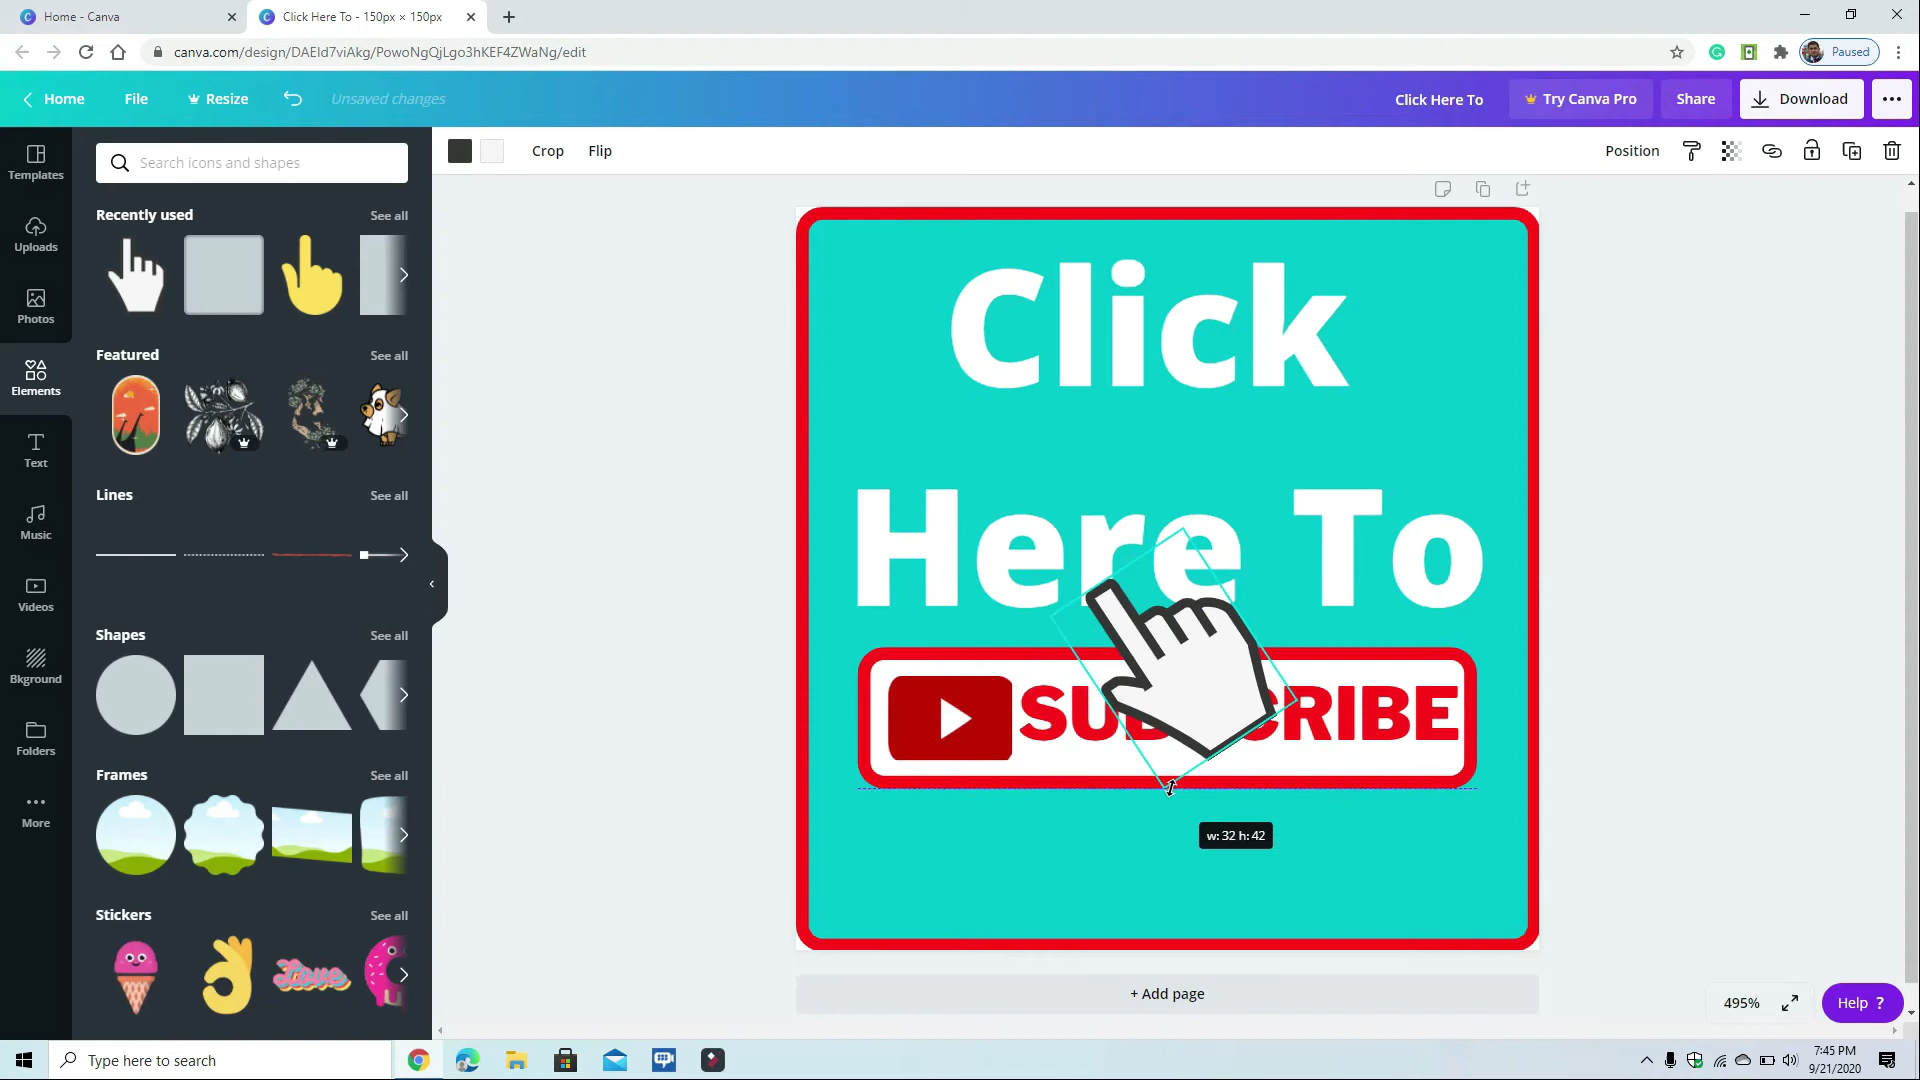 Home - Canva
Click Here To - 150px × 150px
canva.com/design/DAEId7viAkg/PowoNgQjLgo3hKEF4ZWaNg/edit
Paused
Home
File
Resize
Unsaved changes
Click Here To
Try Canva Pro
Share
Download
Templates
Uploads
Photos
Elements
Text
Music
Videos
Bkground
Folders
More
Search icons and shapes
Recently used
See all
Featured
See all
Lines
See all
Shapes
See all
Frames
See all
Stickers
See all
Love
Crop
Flip
Position
Click
Here To
SUBSCRIBE
w: 32 h: 42
+ Add page
495%
Help ?
Type here to search
7:45 PM
9/21/2020